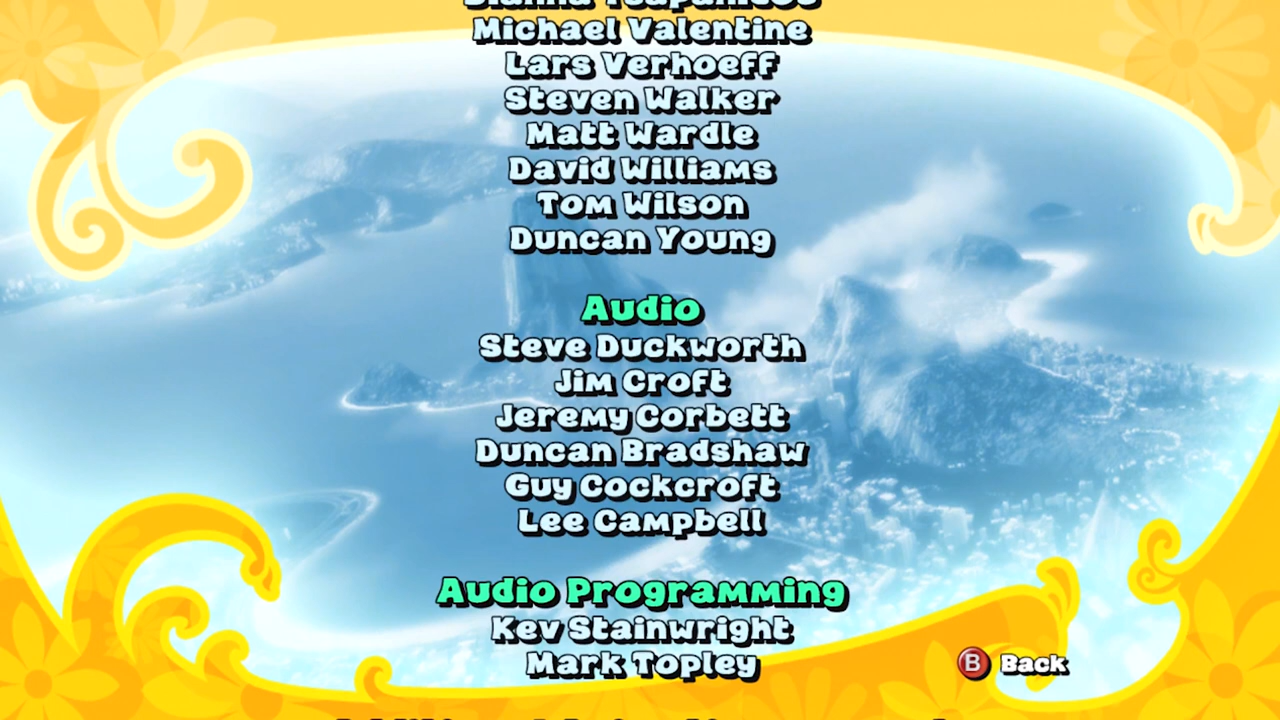 Michael Valentine
Lars Verhoeff
Steven Walker
Matt Wardle
David Williams
Tom Wilson
Duncan Young
Audio
Steve Duckworth
Jim Croft
Jeremy Corbett
Duncan Bradshaw
Guy Cockcroft
Lee Campbell
Audio Programming
Kev Stainwright
Mark Topley
B Back